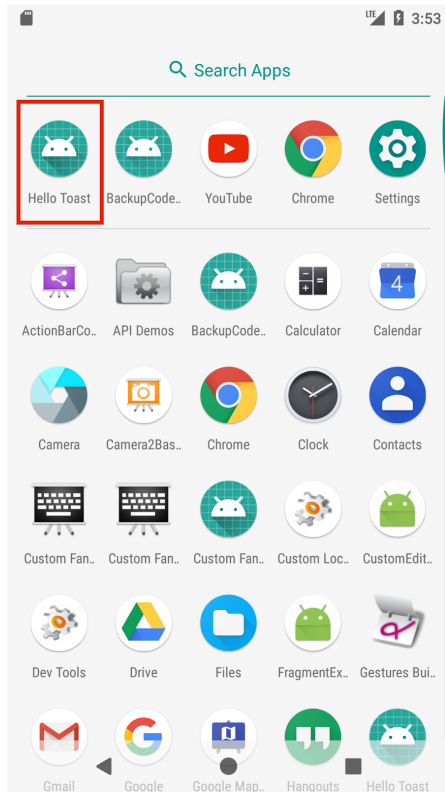 LTE 3:53
Search Apps
Hello Toast BackupCode.. YouTube Chrome Settings
4
ActionBarCo.. API Demos BackupCode.. Calculator Calendar
Camera Camera2Bas.. Chrome Clock Contacts
Custom Fan.. Custom Fan.. Custom Fan.. Custom Loc.. CustomEdit..
Dev Tools Drive Files FragmentEx.. Gestures Bui..
Gmail Google Google Map.. Hangouts Hello Toast